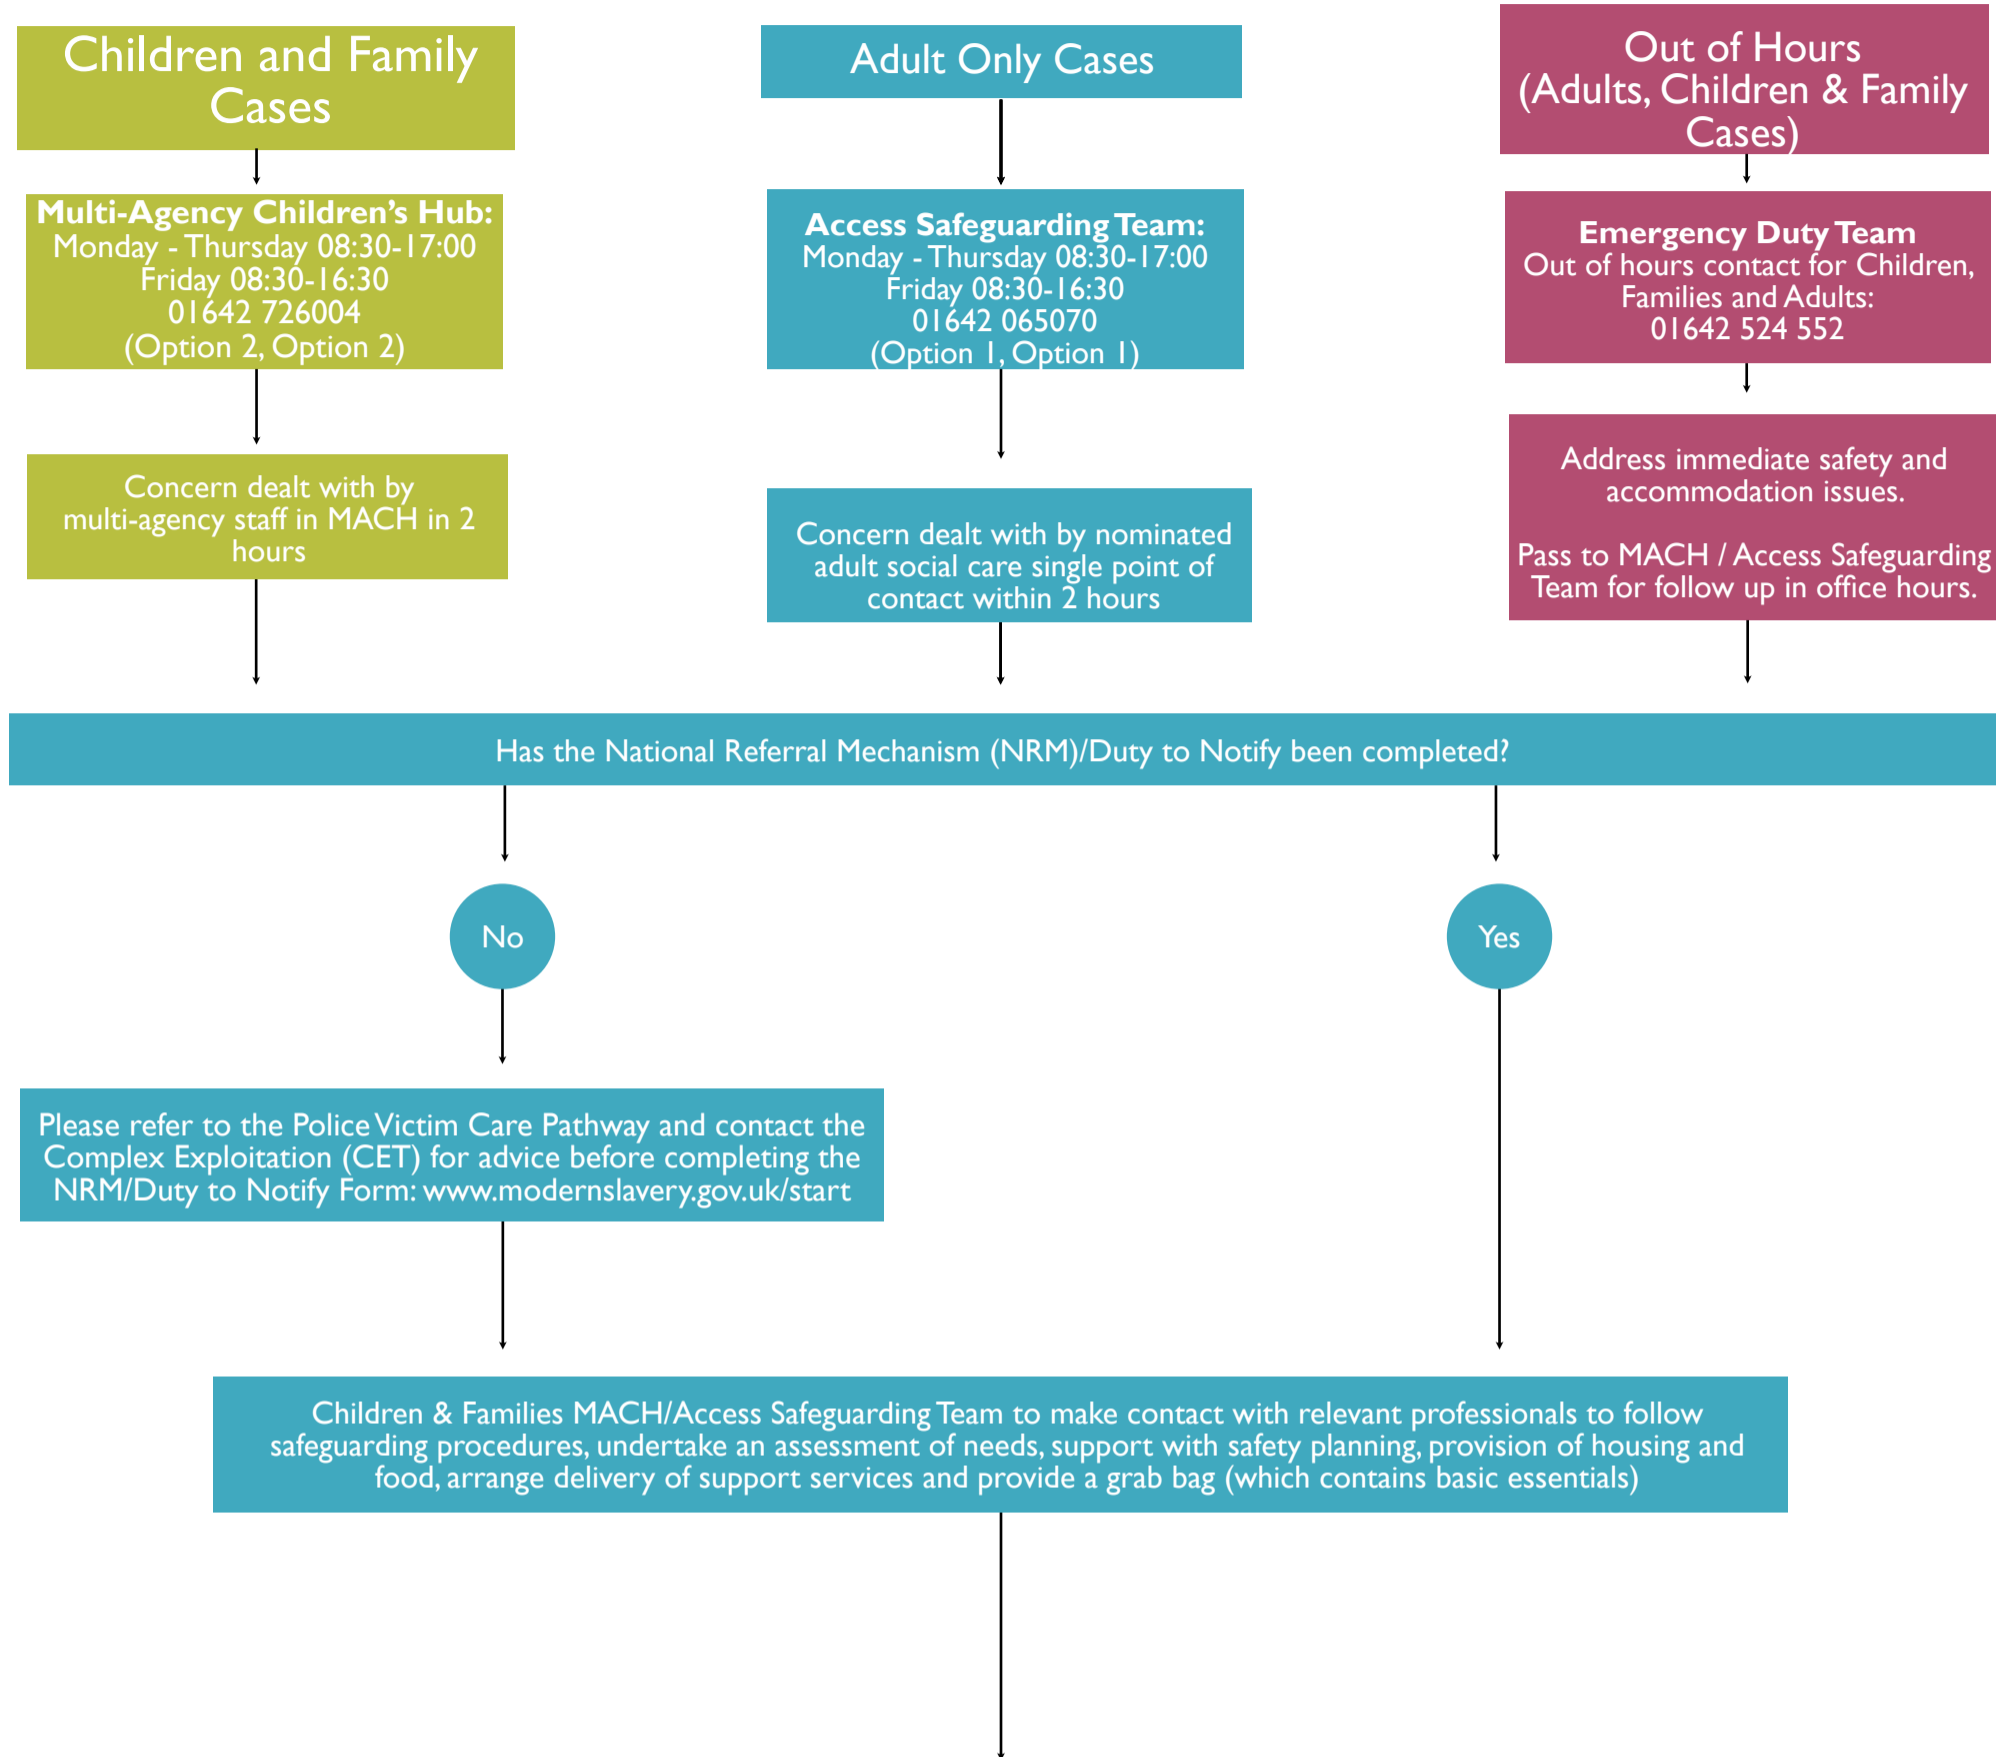 Children and Family
Cases
Multi-Agency Children's Hub:
Monday - Thursday 08:30-17:00
Friday 08:30-16:30
01642 726004
(Option 2, Option 2)
Concern dealt with by
multi-agency staff in MACH in 2
hours
Adult Only Cases
Access Safeguarding Team:
Monday - Thursday 08:30-17:00
Friday 08:30-16:30
01642 065070
(Option 1, Option 1)
Concern dealt with by nominated
adult social care single point of
contact within 2 hours
Out of Hours
(Adults, Children & Family
Cases)
Emergency Duty Team
Out of hours contact for Children,
Families and Adults:
01642 524 552
Address immediate safety and
accommodation issues.
Pass to MACH / Access Safeguarding
Team for follow up in office hours.
Has the National Referral Mechanism (NRM)/Duty to Notify been completed?
No
Yes
Please refer to the Police Victim Care Pathway and contact the
Complex Exploitation (CET) for advice before completing the
NRM/Duty to Notify Form: www.modernslavery.gov.uk/start
Children & Families MACH/Access Safeguarding Team to make contact with relevant professionals to follow
safeguarding procedures, undertake an assessment of needs, support with safety planning, provision of housing and
food, arrange delivery of support services and provide a grab bag (which contains basic essentials)